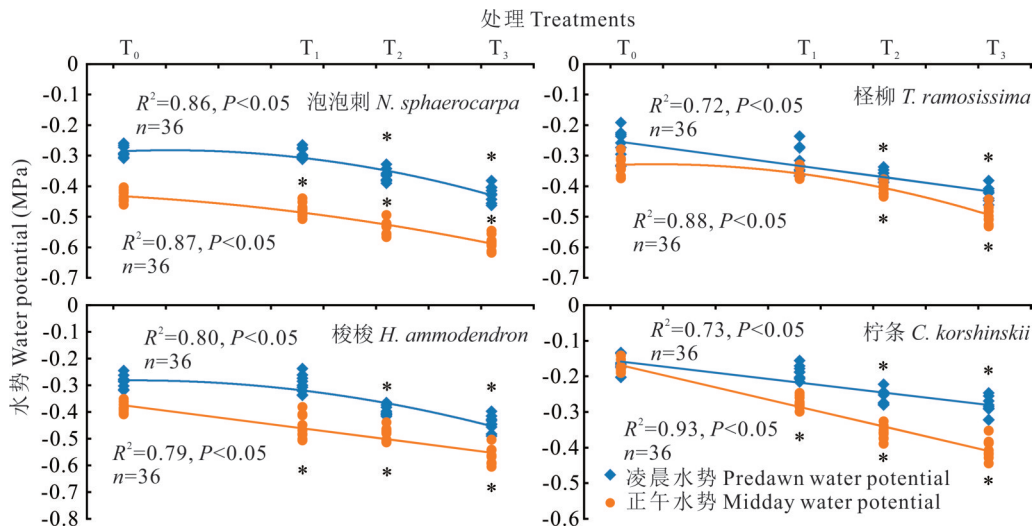 处理 Treatments
T0 T1 T2 T3 T0 T1 T2 T3
水势 Water potential (MPa)
0
-0.1
-0.2
-0.3
-0.4
-0.5
-0.6
-0.7
R²=0.86, P<0.05
n=36
泡泡刺 N. sphaerocarpa
*
*
*
*
*
R²=0.87, P<0.05
n=36
0
-0.1
-0.2
-0.3
-0.4
-0.5
-0.6
-0.7
R²=0.72, P<0.05
n=36
柽柳 T. ramosissima
*
*
*
*
R²=0.88, P<0.05
n=36
0
-0.1
-0.2
-0.3
-0.4
-0.5
-0.6
-0.7
-0.8
R²=0.80, P<0.05
n=36
梭梭 H. ammodendron
*
*
*
*
*
R²=0.79, P<0.05
n=36
0
-0.1
-0.2
-0.3
-0.4
-0.5
-0.6
R²=0.73, P<0.05
n=36
柠条 C. korshinskii
*
*
*
*
*
R²=0.93, P<0.05
n=36
凌晨水势 Predawn water potential
正午水势 Midday water potential